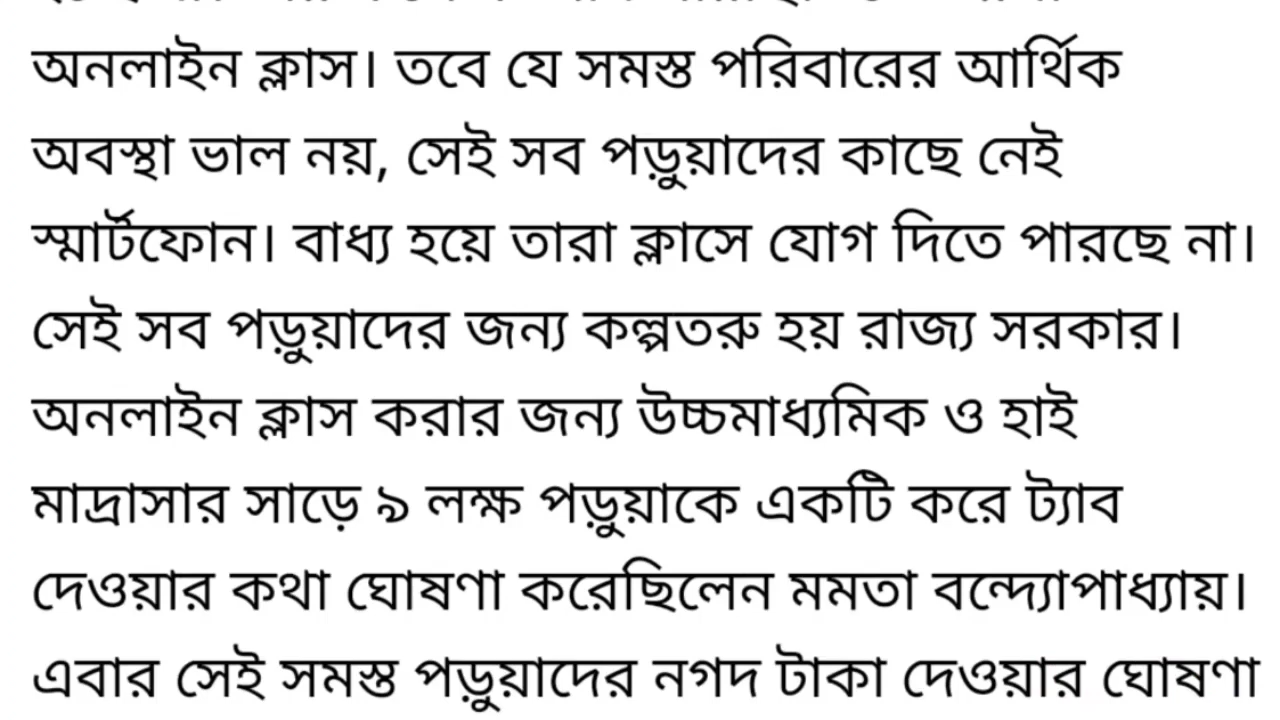 অনলাইন ক্লাস। তবে যে সমস্ত পরিবারের আর্থিক
অবস্থা ভাল নয়, সেই সব পড়ুয়াদের কাছে নেই
স্মার্টফোন। বাধ্য হয়ে তারা ক্লাসে যোগ দিতে পারছে না।
সেই সব পড়ুয়াদের জন্য কল্পতরু হয় রাজ্য সরকার।
অনলাইন ক্লাস করার জন্য উচ্চমাধ্যমিক ও হাই
মাদ্রাসার সাড়ে ৯ লক্ষ পড়ুয়াকে একটি করে ট্যাব
দেওয়ার কথা ঘোষণা করেছিলেন মমতা বন্দ্যোপাধ্যায়।
এবার সেই সমস্ত পড়ুয়াদের নগদ টাকা দেওয়ার ঘোষণা